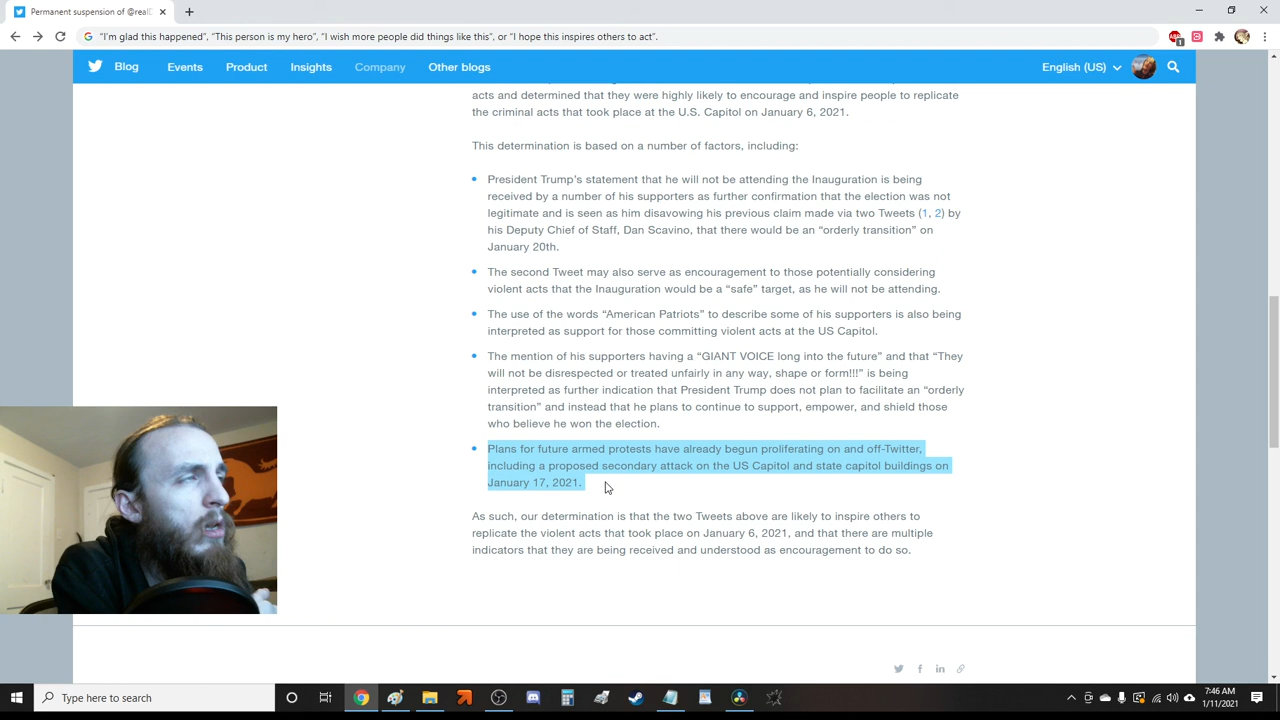 Permanent suspension of @realD
"I'm glad this happened", "This person is my hero", "I wish more people did things like this", or "I hope this inspires others to act".
Blog Events Product Insights Company Other blogs English (US)
acts and determined that they were highly likely to encourage and inspire people to replicate
the criminal acts that took place at the U.S. Capitol on January 6, 2021.
This determination is based on a number of factors, including:
President Trump's statement that he will not be attending the Inauguration is being
received by a number of his supporters as further confirmation that the election was not
legitimate and is seen as him disavowing his previous claim made via two Tweets (1, 2) by
his Deputy Chief of Staff, Dan Scavino, that there would be an "orderly transition" on
January 20th.
The second Tweet may also serve as encouragement to those potentially considering
violent acts that the Inauguration would be a "safe" target, as he will not be attending.
The use of the words "American Patriots" to describe some of his supporters is also being
interpreted as support for those committing violent acts at the US Capitol.
The mention of his supporters having a "GIANT VOICE long into the future" and that "They
will not be disrespected or treated unfairly in any way, shape or form!!!" is being
interpreted as further indication that President Trump does not plan to facilitate an "orderly
transition" and instead that he plans to continue to support, empower, and shield those
who believe he won the election.
Plans for future armed protests have already begun proliferating on and off-Twitter,
including a proposed secondary attack on the US Capitol and state capitol buildings on
January 17, 2021.
As such, our determination is that the two Tweets above are likely to inspire others to
replicate the violent acts that took place on January 6, 2021, and that there are multiple
indicators that they are being received and understood as encouragement to do so.
Type here to search
7:46 AM
1/11/2021